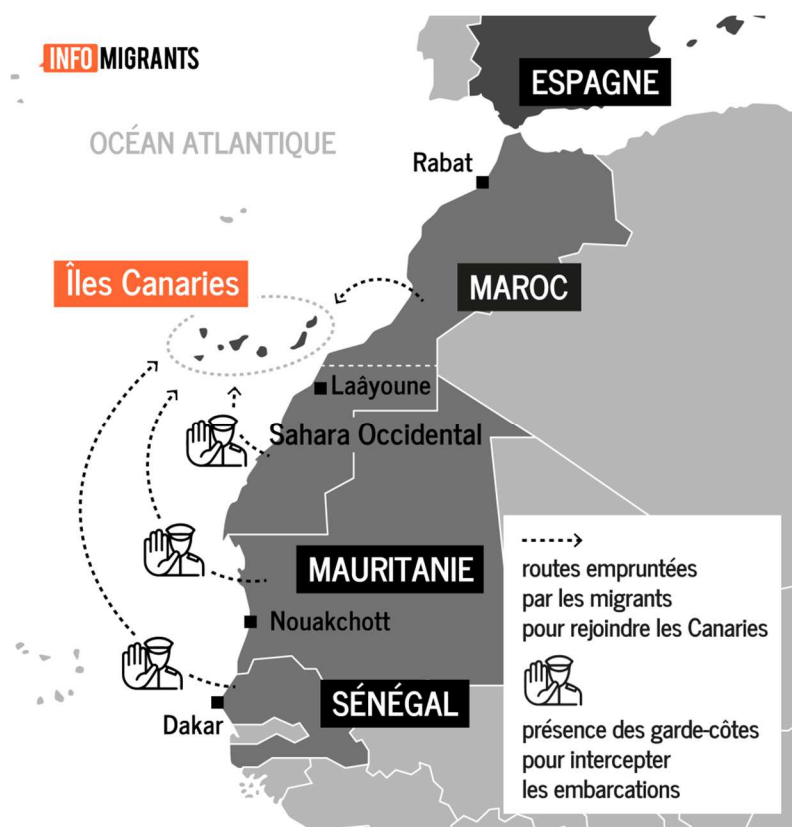 INFO MIGRANTS
ESPAGNE
OCÉAN ATLANTIQUE
Rabat
Îles Canaries
MAROC
Laâyoune
Sahara Occidental
MAURITANIE
Nouakchott
SÉNÉGAL
Dakar
routes empruntées
par les migrants
pour rejoindre les Canaries
présence des garde-côtes
pour intercepter
les embarcations